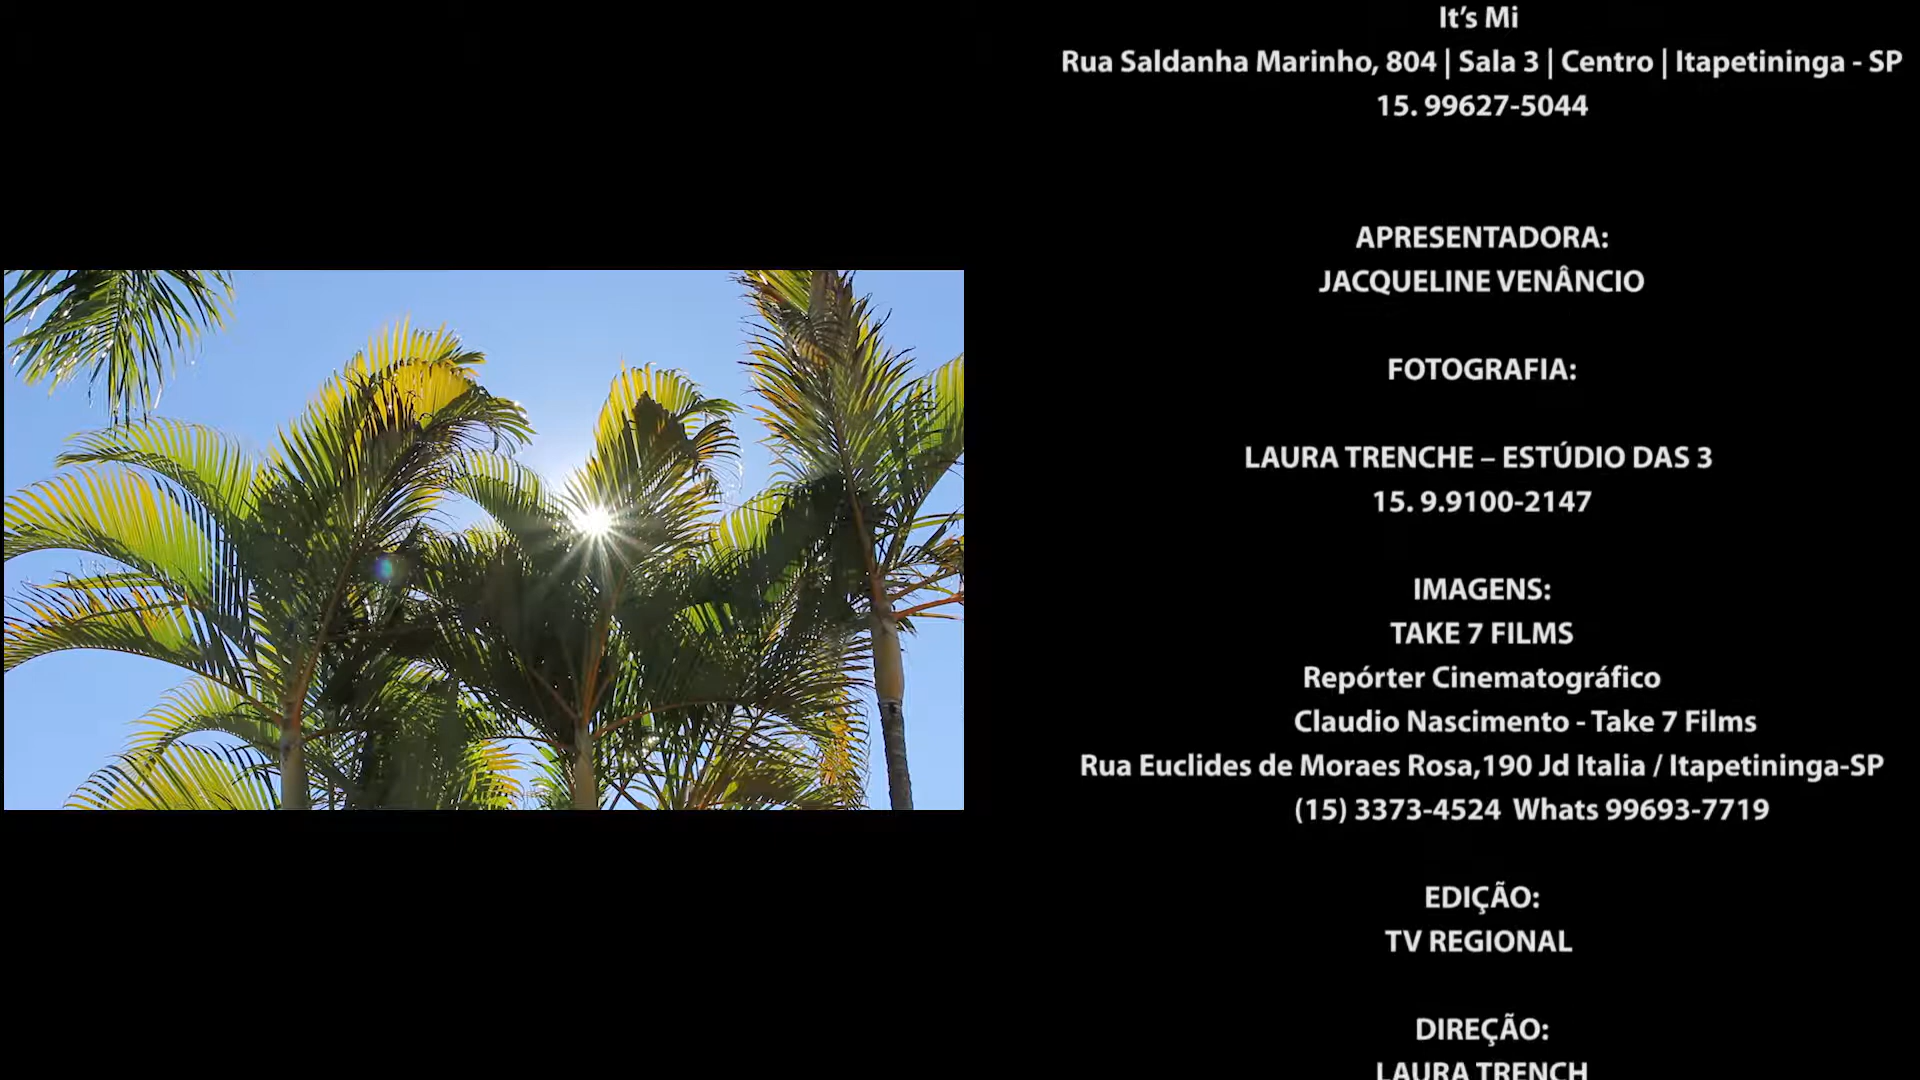 It’s Mi
Rua Saldanha Marinho, 804 | Sala 3 | Centro | Itapetininga - SP
15. 99627-5044
APRESENTADORA:
JACQUELINE VENÂNCIO
FOTOGRAFIA:
LAURA TRENCHE – ESTÚDIO DAS 3
15. 9.9100-2147
IMAGENS:
TAKE 7 FILMS
Repórter Cinematográfico
Claudio Nascimento - Take 7 Films
Rua Euclides de Moraes Rosa,190 Jd Italia / Itapetininga-SP
(15) 3373-4524 Whats 99693-7719
EDIÇÃO:
TV REGIONAL
DIREÇÃO:
LAURA TRENCH